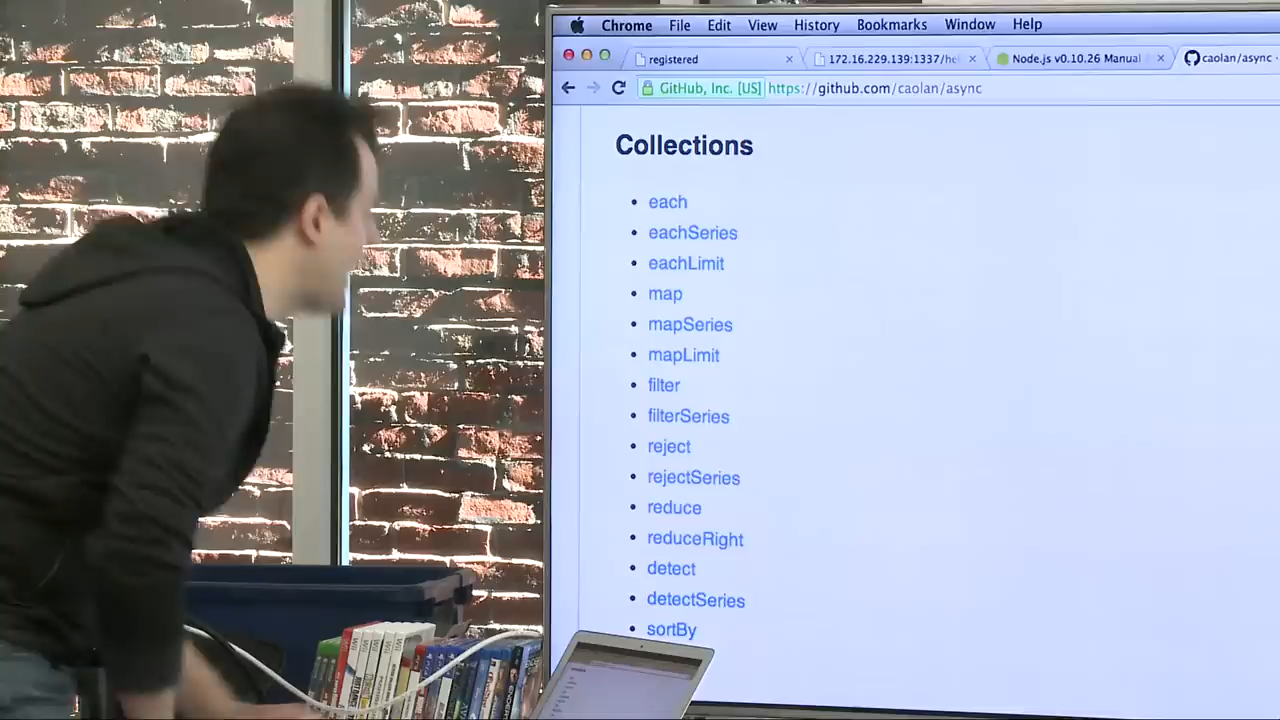 Chrome File Edit View History Bookmarks Window Help
registered
172.16.229.139:1337/hel
Node.js v0.10.26 Manual
caolan/async ·
GitHub, Inc. [US] https://github.com/caolan/async
Collections
each
eachSeries
eachLimit
map
mapSeries
mapLimit
filter
filterSeries
reject
rejectSeries
reduce
reduceRight
detect
detectSeries
sortBy